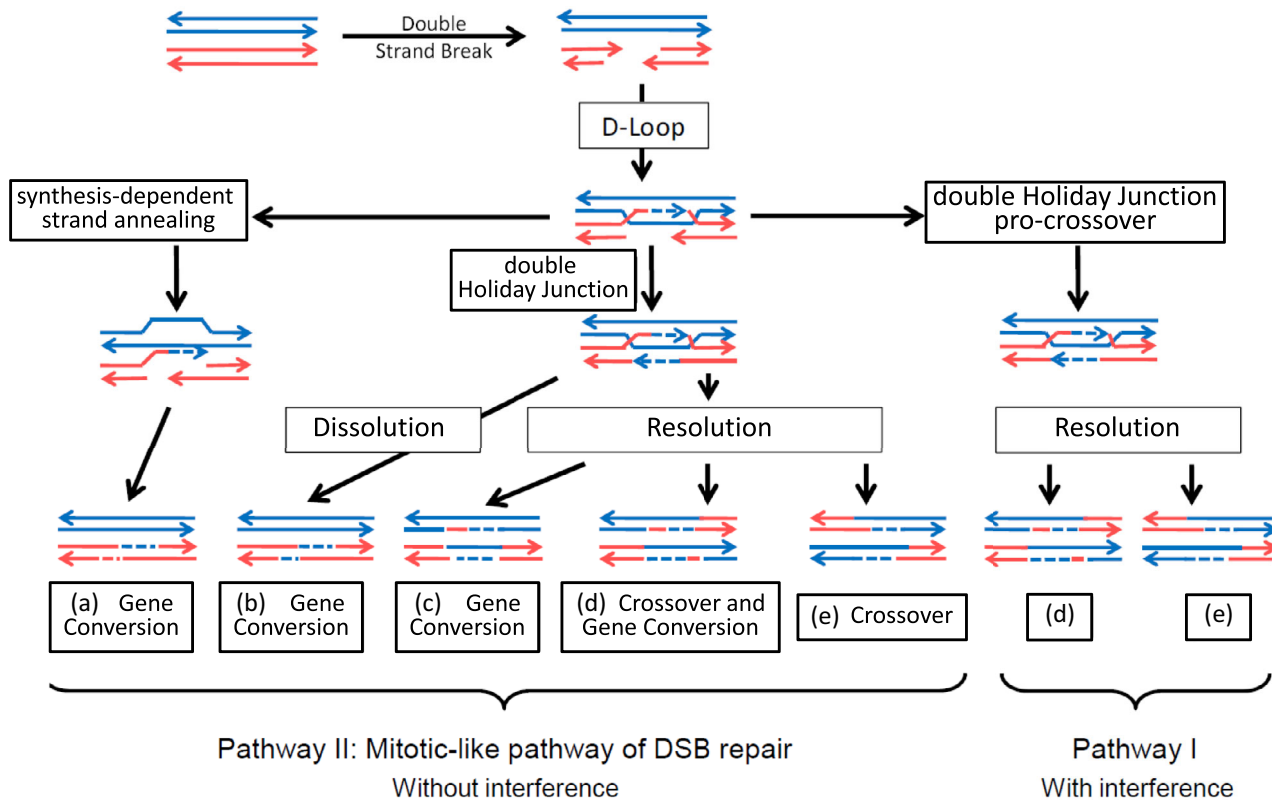 Double
Strand Break
D-Loop
synthesis-dependent
strand annealing
double Holiday Junction
pro-crossover
double
Holiday Junction
Dissolution
Resolution
Resolution
(a) Gene
Conversion
(b) Gene
Conversion
(c) Gene
Conversion
(d) Crossover and
Gene Conversion
(e) Crossover
(d)
(e)
Pathway II: Mitotic-like pathway of DSB repair
Without interference
Pathway I
With interference